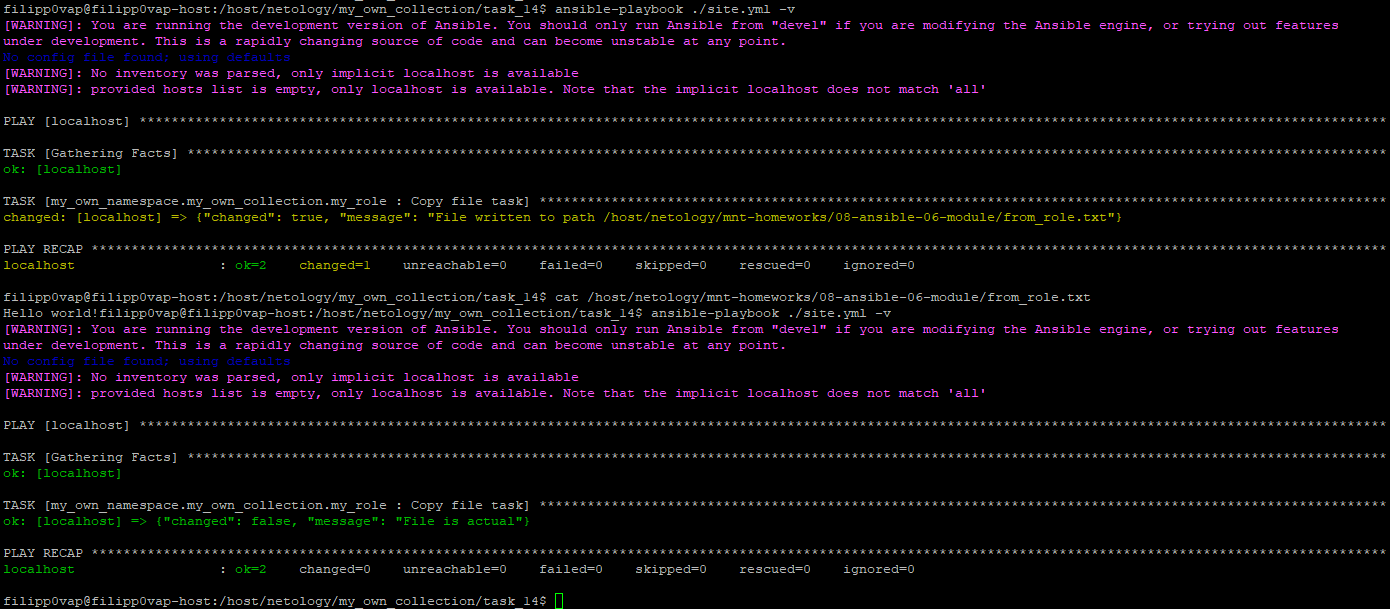 filipp0vap@filipp0vap-host:/host/netology/my_own_collection/task_14$ ansible-playbook ./site.yml -v
[WARNING]: You are running the development version of Ansible. You should only run Ansible from "devel" if you are modifying the Ansible engine, or trying out features
under development. This is a rapidly changing source of code and can become unstable at any point.
No config file found; using defaults
[WARNING]: No inventory was parsed, only implicit localhost is available
[WARNING]: provided hosts list is empty, only localhost is available. Note that the implicit localhost does not match 'all'
PLAY [localhost] ************************************************************************************************************************************************************
TASK [Gathering Facts] ******************************************************************************************************************************************************
ok: [localhost]
TASK [my_own_namespace.my_own_collection.my_role : Copy file task] **********************************************************************************************************
changed: [localhost] => {"changed": true, "message": "File written to path /host/netology/mnt-homeworks/08-ansible-06-module/from_role.txt"}
PLAY RECAP ******************************************************************************************************************************************************************
localhost                  : ok=2    changed=1    unreachable=0    failed=0    skipped=0    rescued=0    ignored=0
filipp0vap@filipp0vap-host:/host/netology/my_own_collection/task_14$ cat /host/netology/mnt-homeworks/08-ansible-06-module/from_role.txt
Hello world!filipp0vap@filipp0vap-host:/host/netology/my_own_collection/task_14$ ansible-playbook ./site.yml -v
[WARNING]: You are running the development version of Ansible. You should only run Ansible from "devel" if you are modifying the Ansible engine, or trying out features
under development. This is a rapidly changing source of code and can become unstable at any point.
No config file found; using defaults
[WARNING]: No inventory was parsed, only implicit localhost is available
[WARNING]: provided hosts list is empty, only localhost is available. Note that the implicit localhost does not match 'all'
PLAY [localhost] ************************************************************************************************************************************************************
TASK [Gathering Facts] ******************************************************************************************************************************************************
ok: [localhost]
TASK [my_own_namespace.my_own_collection.my_role : Copy file task] **********************************************************************************************************
ok: [localhost] => {"changed": false, "message": "File is actual"}
PLAY RECAP ******************************************************************************************************************************************************************
localhost                  : ok=2    changed=0    unreachable=0    failed=0    skipped=0    rescued=0    ignored=0
filipp0vap@filipp0vap-host:/host/netology/my_own_collection/task_14$